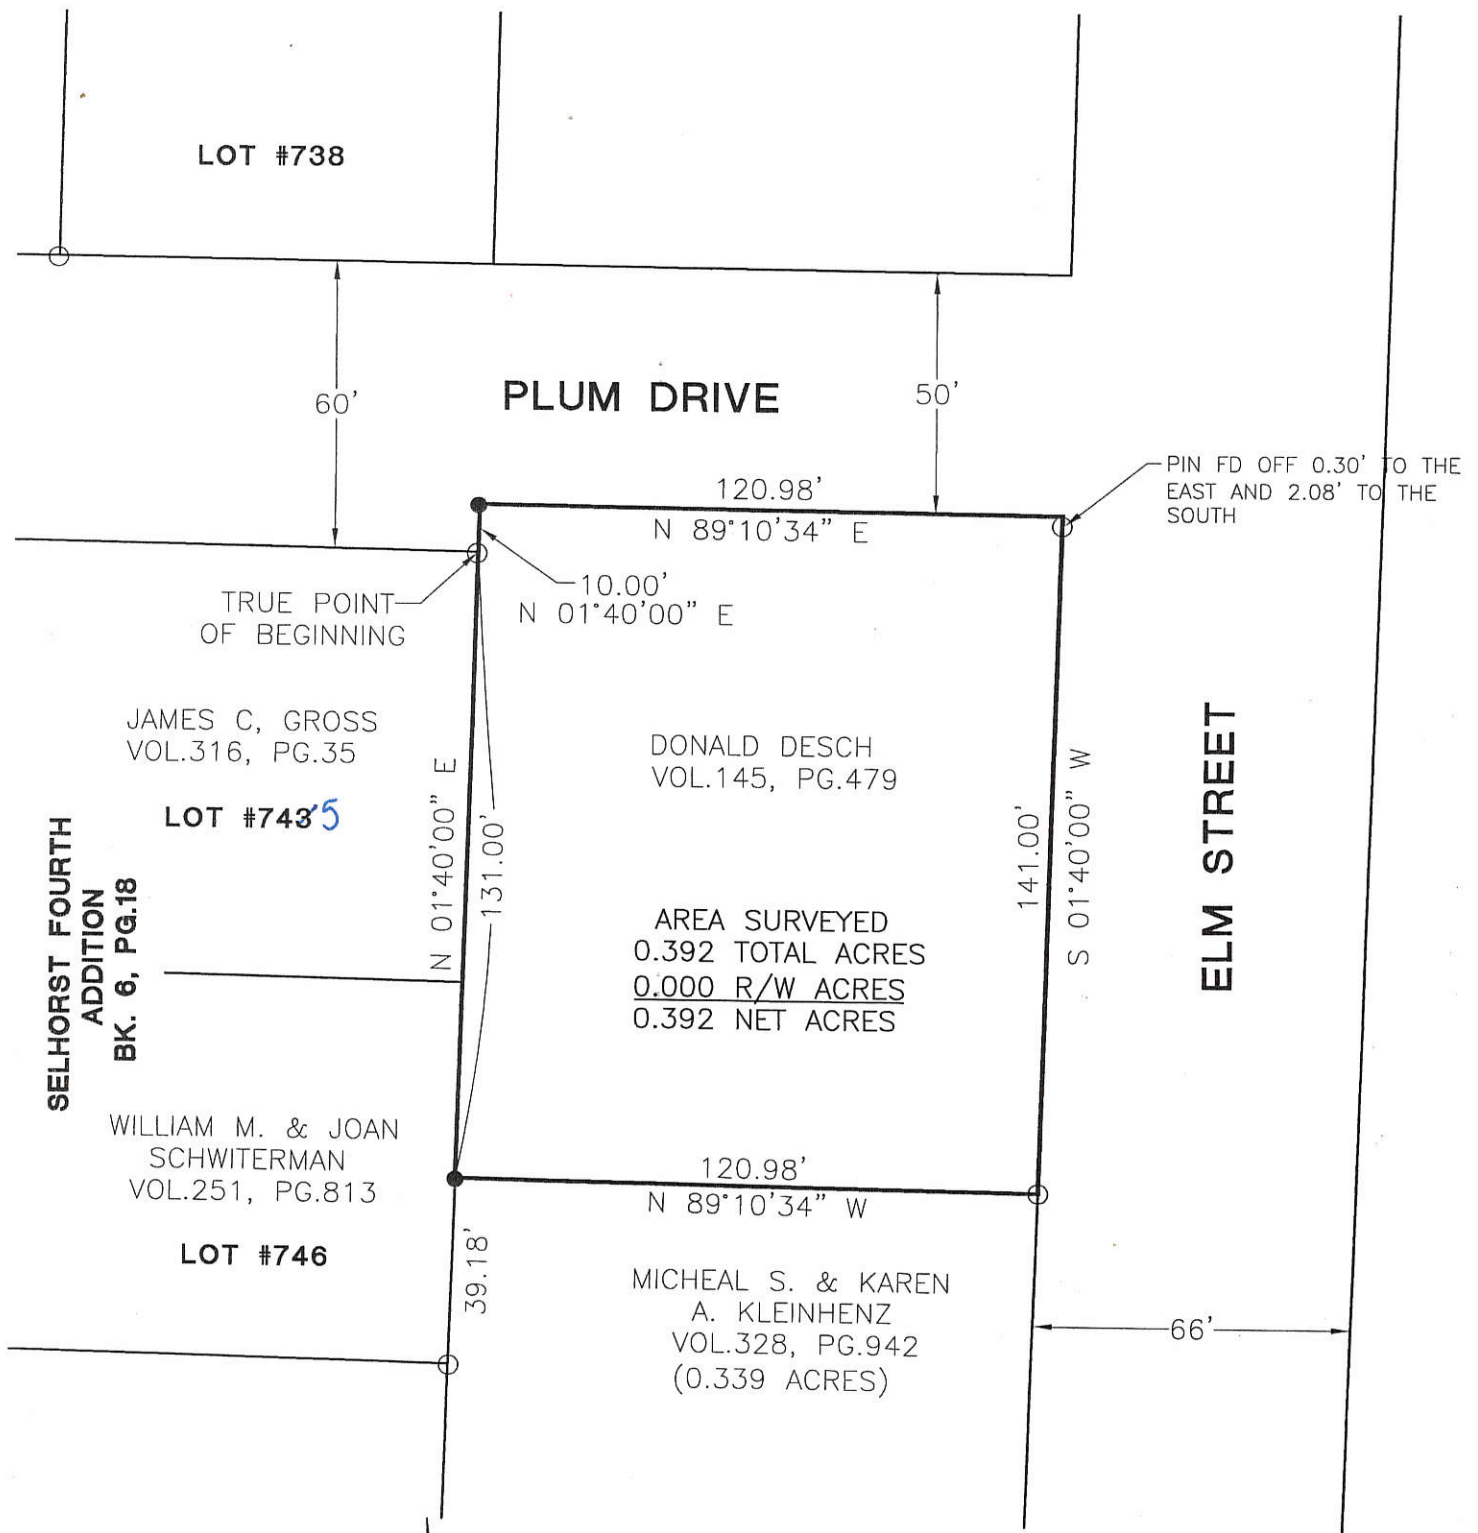 LOT #738
60'
PLUM DRIVE
50'
PIN FD OFF 0.30' TO THE
EAST AND 2.08' TO THE
SOUTH
120.98'
N 89°10'34" E
10.00'
N 01°40'00" E
TRUE POINT
OF BEGINNING
JAMES C, GROSS
VOL.316, PG.35
LOT #743 5
SELHORST FOURTH
ADDITION
BK. 6, PG.18
N 01°40'00" E
131.00'
DONALD DESCH
VOL.145, PG.479
AREA SURVEYED
0.392 TOTAL ACRES
0.000 R/W ACRES
0.392 NET ACRES
141.00'
S 01°40'00" W
ELM STREET
WILLIAM M. & JOAN
SCHWITERMAN
VOL.251, PG.813
LOT #746
120.98'
N 89°10'34" W
39.18'
MICHEAL S. & KAREN
A. KLEINHENZ
VOL.328, PG.942
(0.339 ACRES)
66'